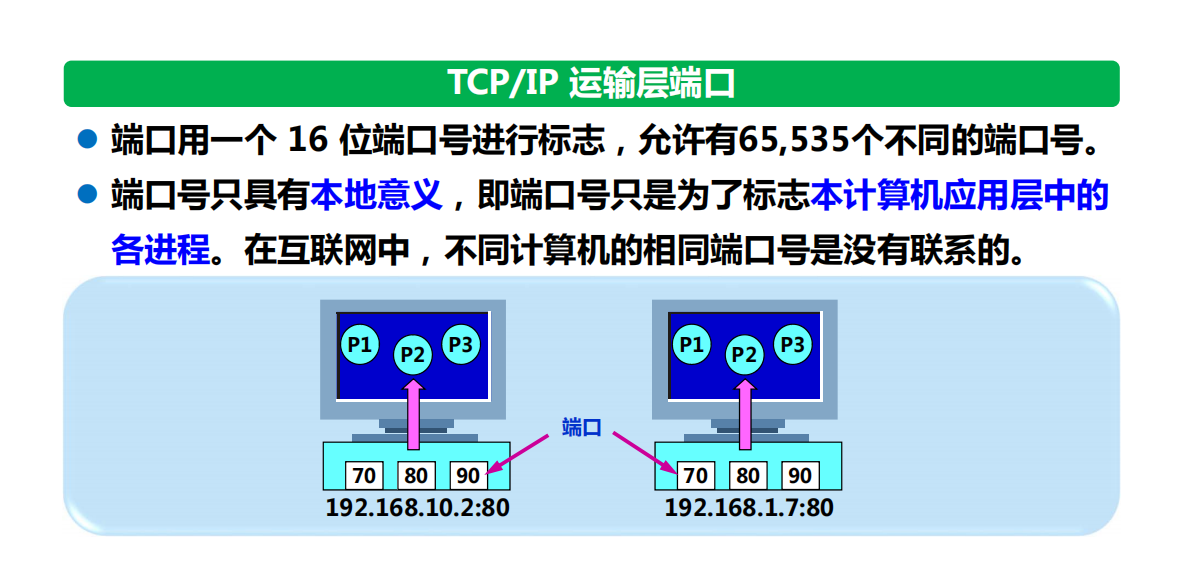 TCP/IP 运输层端口
端口用一个 16 位端口号进行标志，允许有65,535个不同的端口号。
端口号只具有本地意义，即端口号只是为了标志本计算机应用层中的
各进程。在互联网中，不同计算机的相同端口号是没有联系的。
P1 P2 P3
P1 P2 P3
端口
70 80 90
70 80 90
192.168.10.2:80
192.168.1.7:80